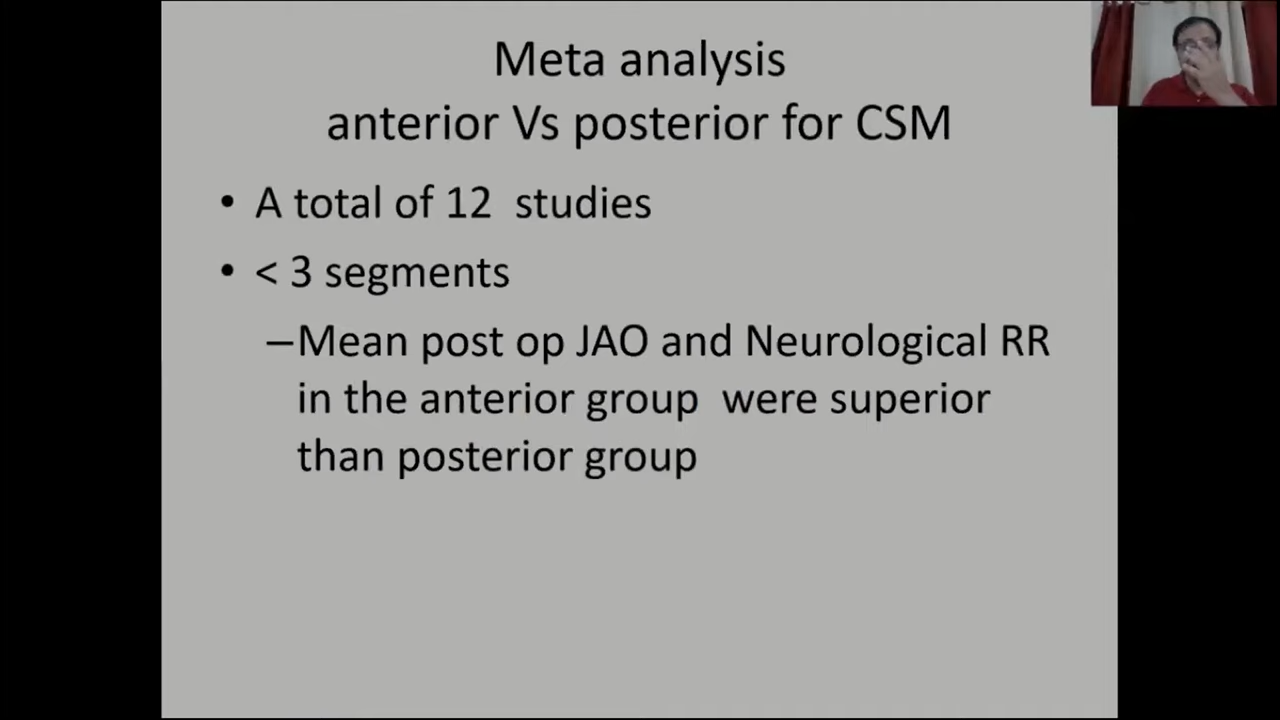 Meta analysis
anterior Vs posterior for CSM
• A total of 12 studies
• < 3 segments
–Mean post op JAO and Neurological RR
in the anterior group were superior
than posterior group